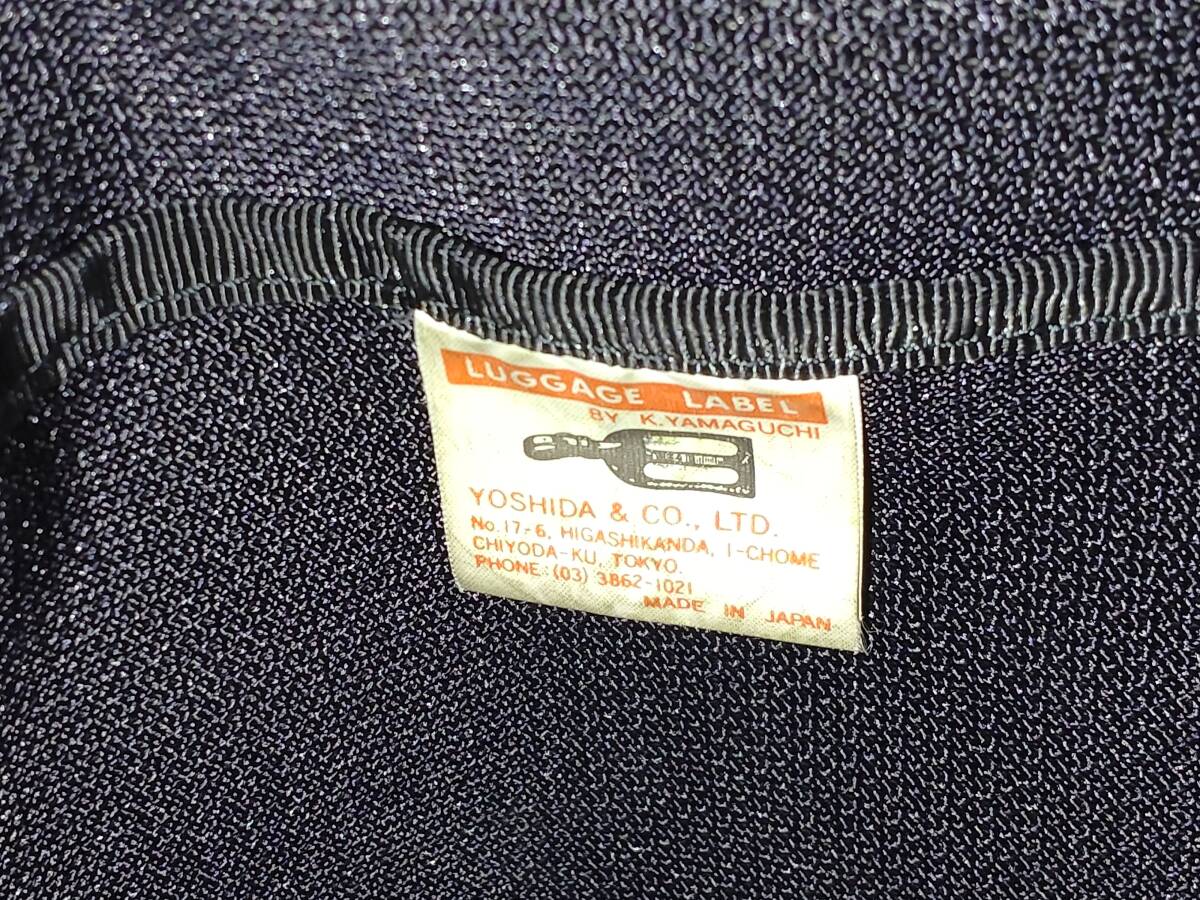 LUGGAGE LABEL
BY K.YAMAGUCHI
YOSHIDA & CO., LTD.
No.17-6, HIGASHIKANDA, 1-CHOME
CHIYODA-KU, TOKYO.
PHONE:(03) 3862-1021
MADE IN JAPAN